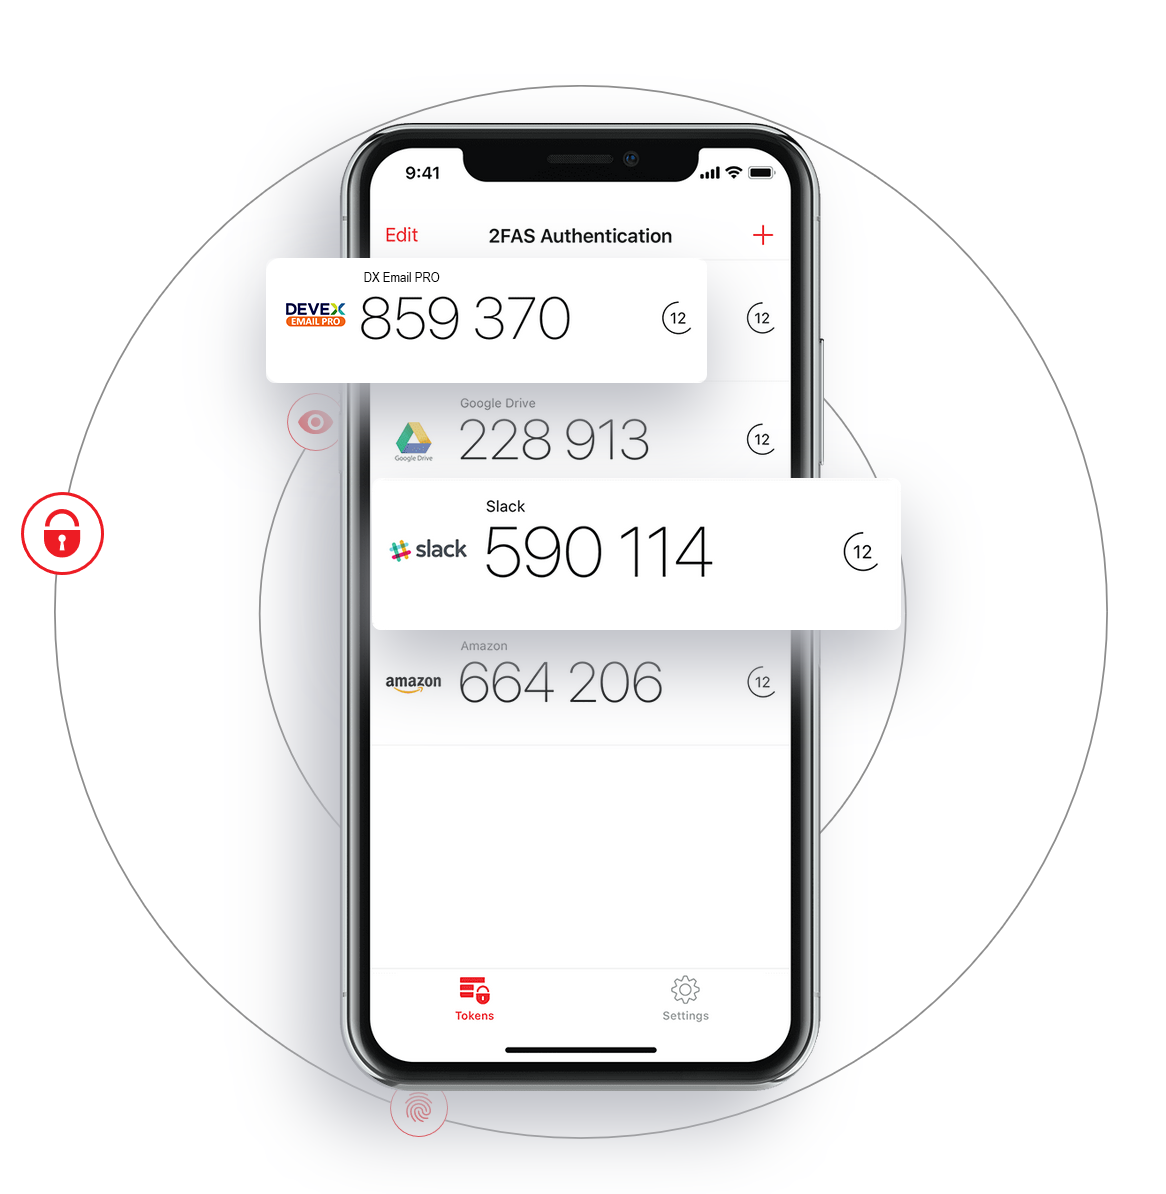 9:41
Edit
2FAS Authentication
+
DX Email PRO
DEVEX
EMAIL PRO
859 370
12
12
Google Drive
Google Drive
228 913
12
Slack
slack
590 114
12
Amazon
amazon
664 206
12
Tokens
Settings